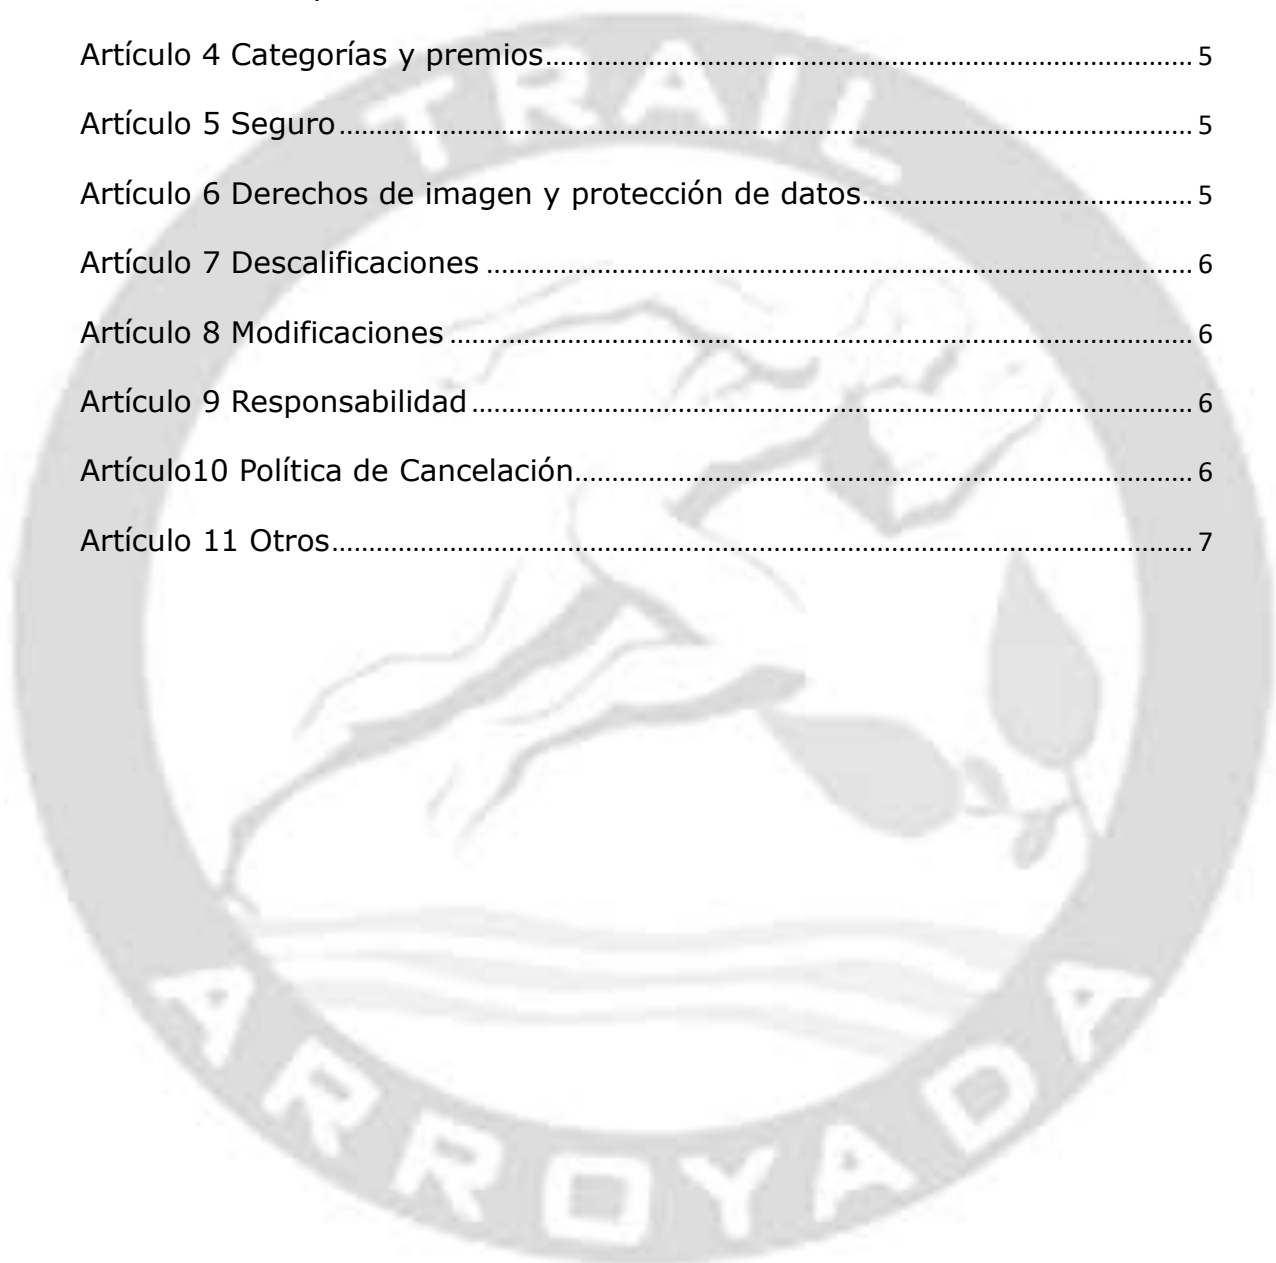 TRAIL
Artículo 4 Categorías y premios.......... 5
Artículo 5 Seguro.......... 5
Artículo 6 Derechos de imagen y protección de datos.......... 5
Artículo 7 Descalificaciones.......... 6
Artículo 8 Modificaciones.......... 6
Artículo 9 Responsabilidad.......... 6
Artículo10 Política de Cancelación.......... 6
Artículo 11 Otros.......... 7
ARROYADA